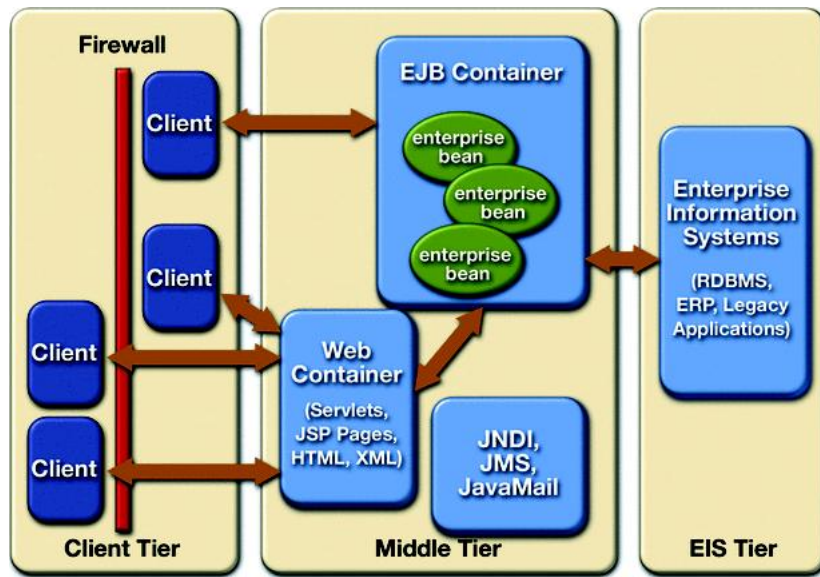 Firewall
Client
Client
Client
Client
Client Tier
EJB Container
enterprise
bean
enterprise
bean
enterprise
bean
Web
Container
(Servlets,
JSP Pages,
HTML, XML)
JNDI,
JMS,
JavaMail
Middle Tier
Enterprise
Information
Systems
(RDBMS,
ERP, Legacy
Applications)
EIS Tier